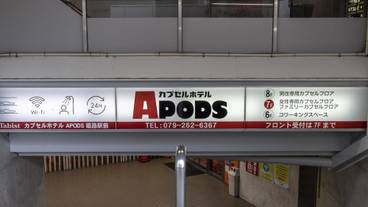 Wi-Fi
24H
Tabist カプセルホテル APODS 姫路駅前
カプセルホテル
APODS
TEL:079-262-6367
8F 男性専用カプセルフロア
7F 女性専用カプセルフロア
ファミリーカプセルフロア
6F コワーキングスペース
フロント受付は7Fまで